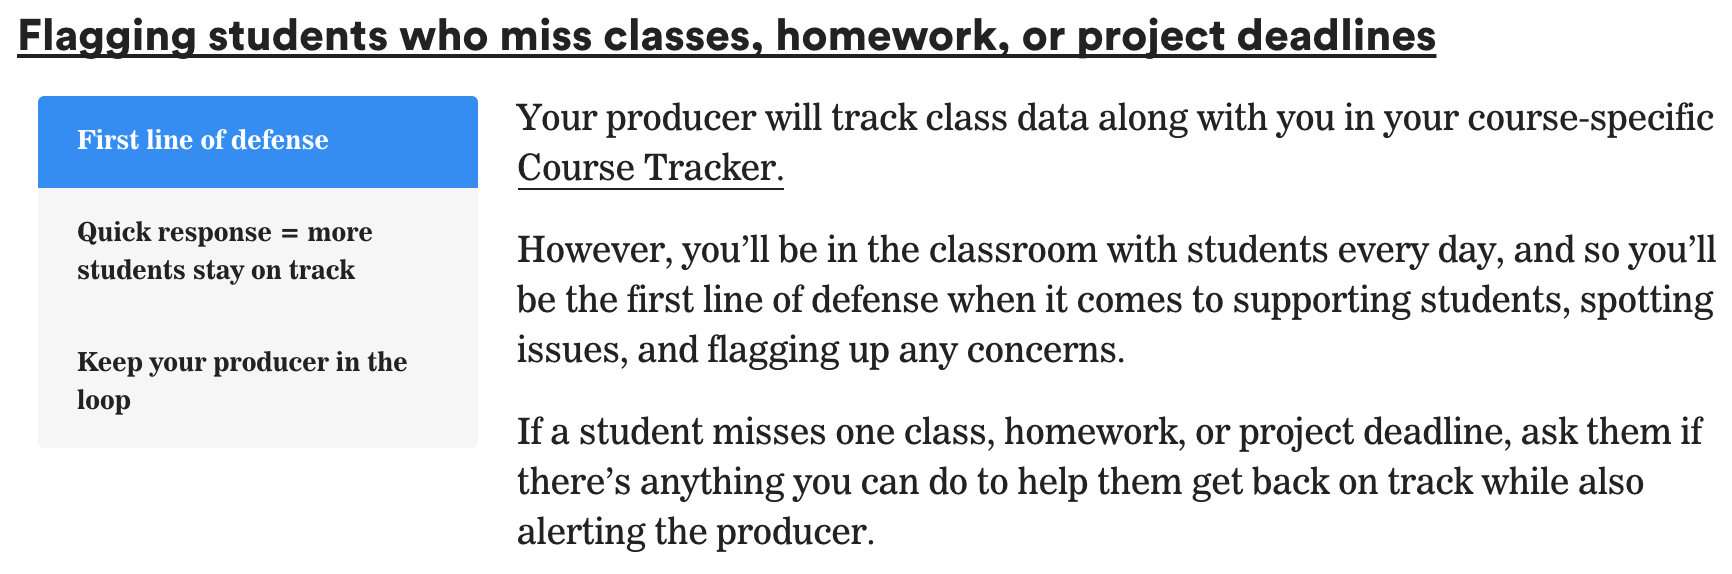 Flagging students who miss classes, homework, or project deadlines
First line of defense
Quick response = more
students stay on track
Keep your producer in the
loop
Your producer will track class data along with you in your course-specific
Course Tracker.
However, you’ll be in the classroom with students every day, and so you’ll
be the first line of defense when it comes to supporting students, spotting
issues, and flagging up any concerns.
If a student misses one class, homework, or project deadline, ask them if
there’s anything you can do to help them get back on track while also
alerting the producer.